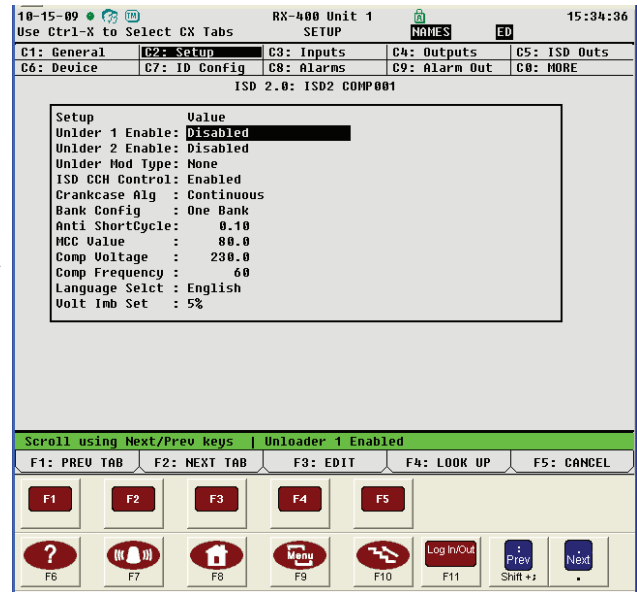 10-15-09 TM RX-400 Unit 1 A 15:34:36
Use Ctrl-X to Select CX Tabs SETUP NAMES ED
C1: General C2: Setup C3: Inputs C4: Outputs C5: ISD Outs
C6: Device C7: ID Config C8: Alarms C9: Alarm Out C0: MORE
ISD 2.0: ISD2 COMP001
Setup Value
Unlder 1 Enable: Disabled
Unlder 2 Enable: Disabled
Unlder Mod Type: None
ISD CCH Control: Enabled
Crankcase Alg : Continuous
Bank Config : One Bank
Anti ShortCycle: 0.10
MCC Value : 80.0
Comp Voltage : 230.0
Comp Frequency : 60
Language Selct : English
Volt Imb Set : 5%
Scroll using Next/Prev keys | Unloader 1 Enabled
F1: PREV TAB F2: NEXT TAB F3: EDIT F4: LOOK UP F5: CANCEL
F1 F2 F3 F4 F5
? Menu Log In/Out : Prev Next
F6 F7 F8 F9 F10 F11 Shift +; .